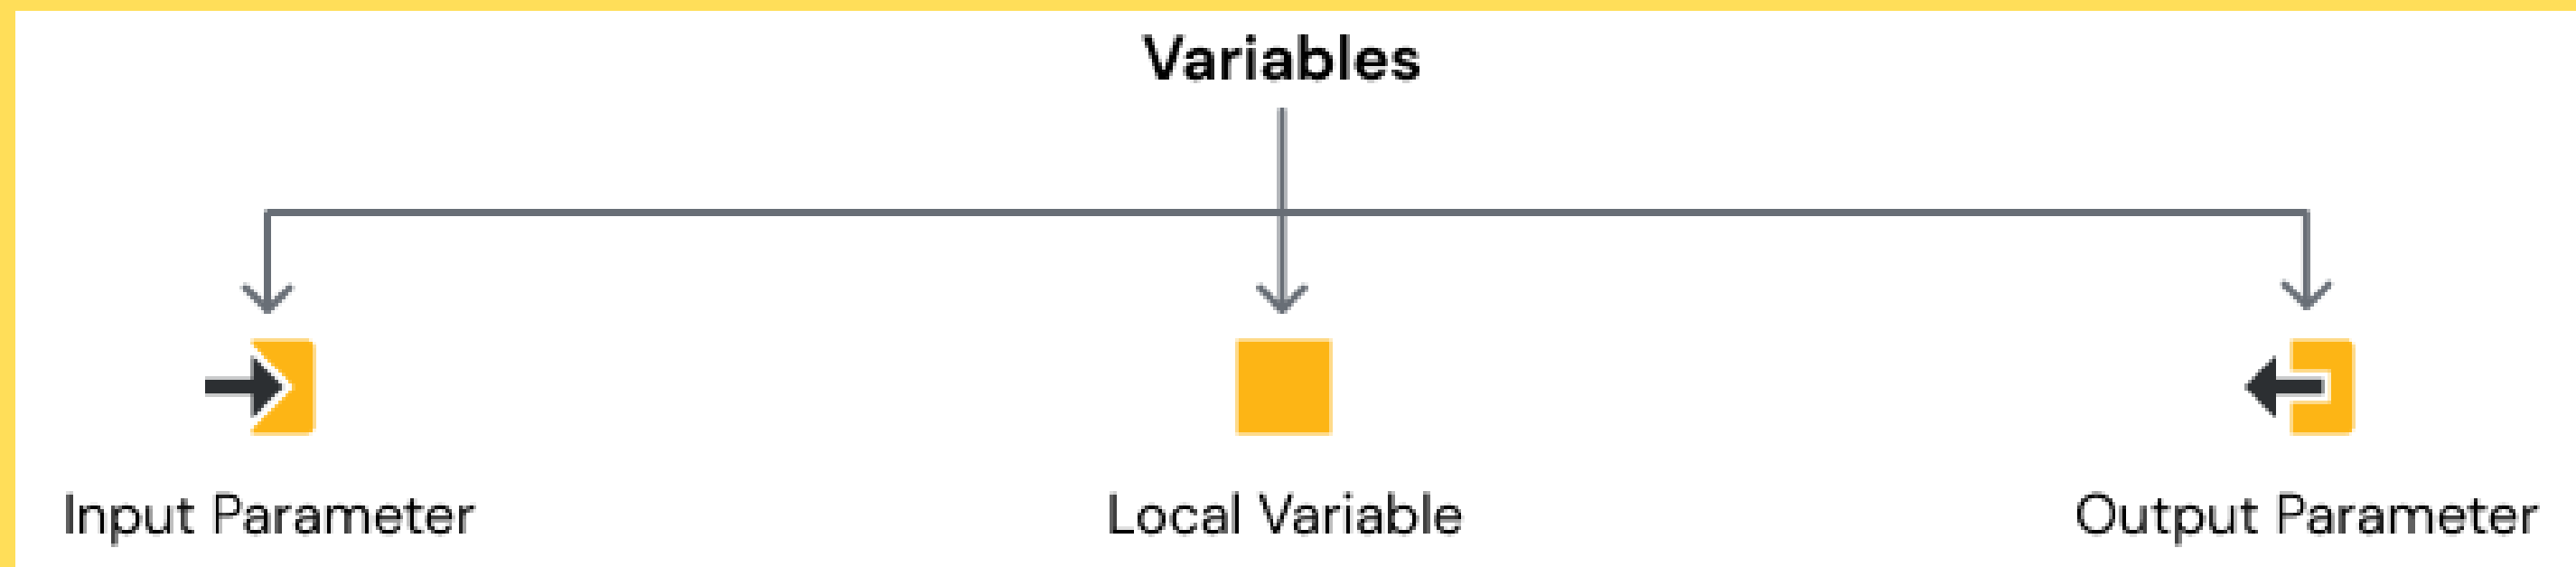 Variables
Input Parameter
Local Variable
Output Parameter